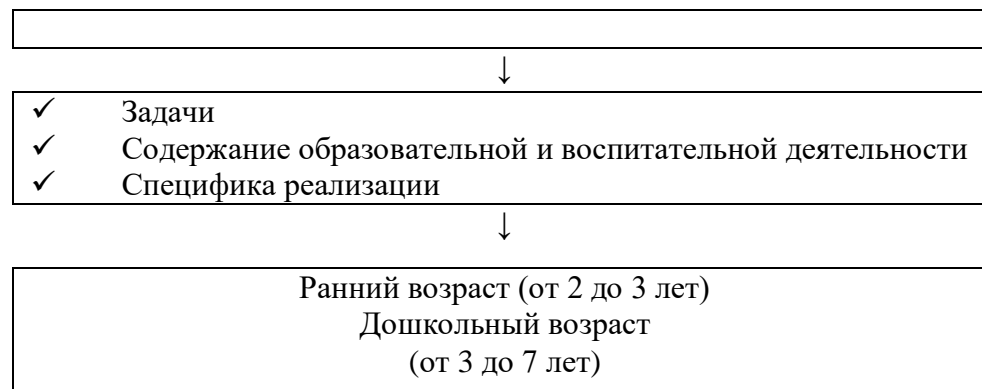 ↓
✓ Задачи
✓ Содержание образовательной и воспитательной деятельности
✓ Специфика реализации
↓
Ранний возраст (от 2 до 3 лет)
Дошкольный возраст
(от 3 до 7 лет)